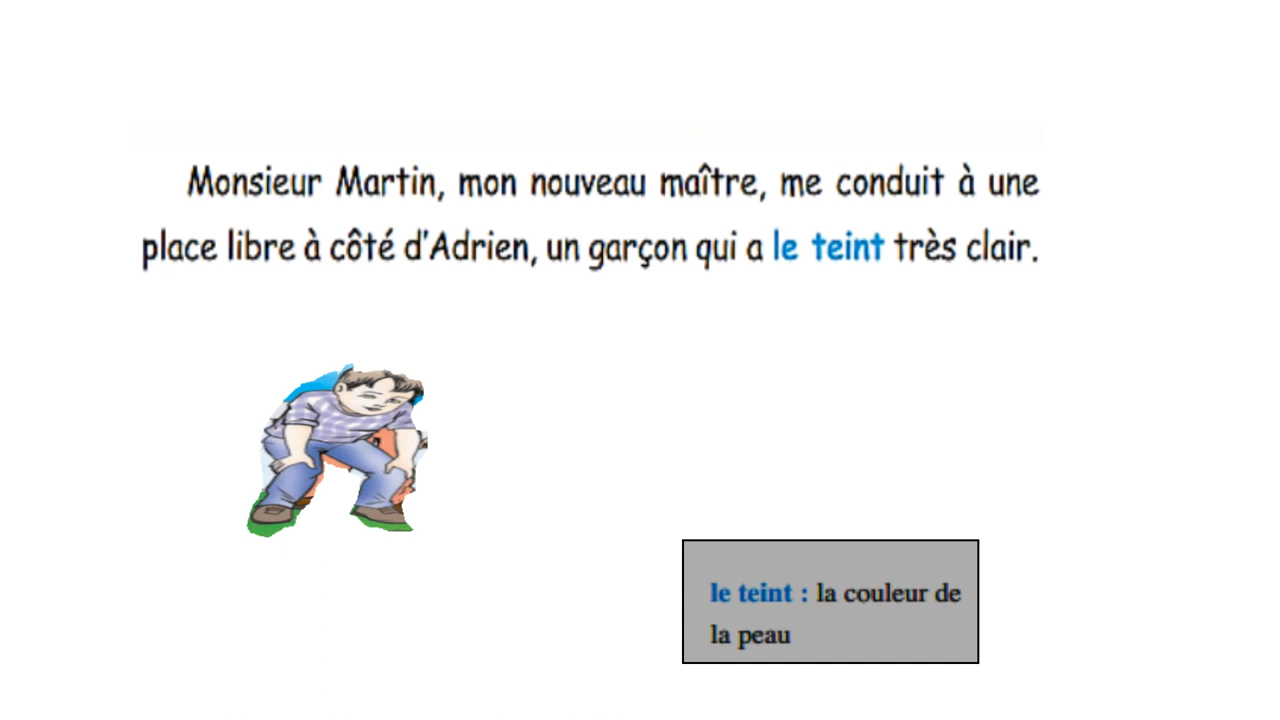 Monsieur Martin, mon nouveau maître, me conduit à une
place libre à côté d'Adrien, un garçon qui a le teint très clair.
le teint : la couleur de
la peau